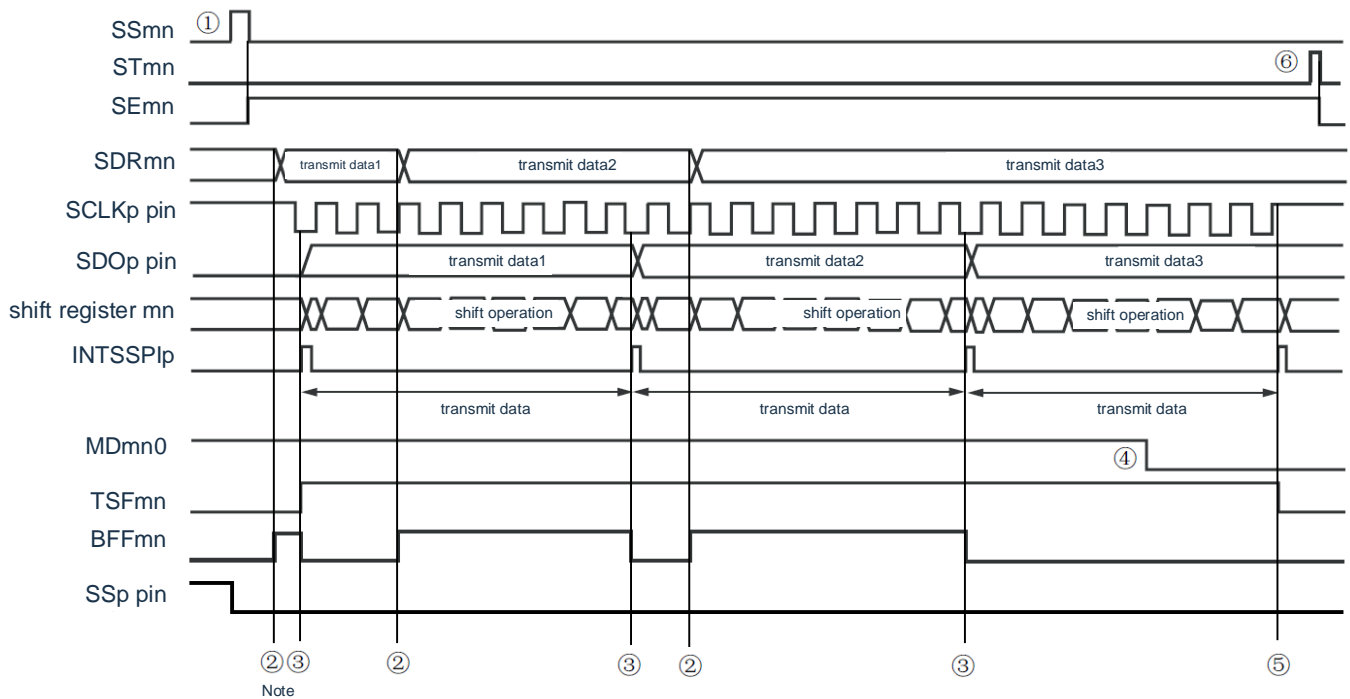 SSmn ①
STmn ⑥
SEmn
SDRmn transmit data1 transmit data2 transmit data3
SCLKp pin
SDOp pin transmit data1 transmit data2 transmit data3
shift register mn shift operation shift operation shift operation
INTSSPIp
transmit data transmit data transmit data
MDmn0 ④
TSFmn
BFFmn
SSp pin
②③ ② ③ ② ③ ⑤
Note